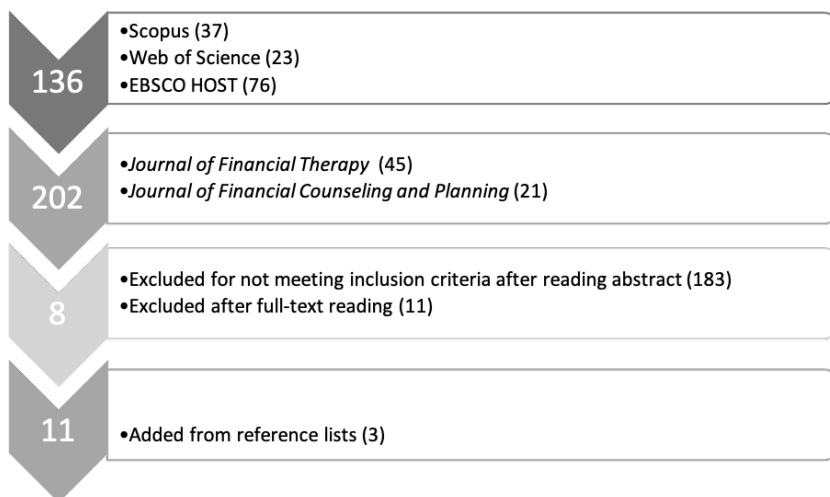 136
•Scopus (37)
•Web of Science (23)
•EBSCO HOST (76)
202
•Journal of Financial Therapy (45)
•Journal of Financial Counseling and Planning (21)
8
•Excluded for not meeting inclusion criteria after reading abstract (183)
•Excluded after full-text reading (11)
11
•Added from reference lists (3)